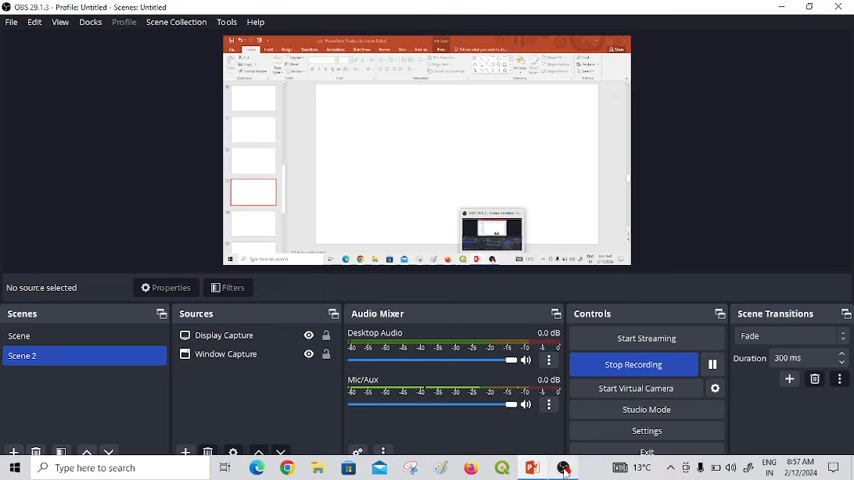 OBS 29.1.3 - Profile: Untitled - Scenes: Untitled
File Edit View Docks Profile Scene Collection Tools Help
No source selected Properties Filters
Scenes Sources Audio Mixer Controls Scene Transitions
Scene
Scene 2
Display Capture
Window Capture
Desktop Audio 0.0 dB
-60 -55 -50 -45 -40 -35 -30 -25 -20 -15 -10 -5 0
Mic/Aux 0.0 dB
-60 -55 -50 -45 -40 -35 -30 -25 -20 -15 -10 -5 0
Start Streaming
Stop Recording
Start Virtual Camera
Studio Mode
Settings
Exit
Fade
Duration 300 ms
Type here to search
13°C
ENG
IN
8:57 AM
2/12/2024